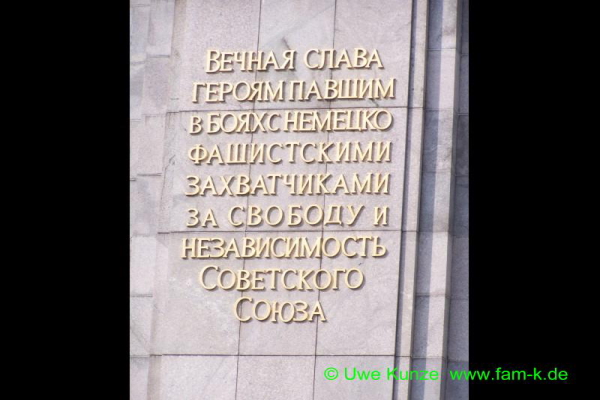 ВЕЧНАЯ СЛАВА
ГЕРОЯМ ПАВШИМ
В БОЯХ С НЕМЕЦКО
ФАШИСТСКИМИ
ЗАХВАТЧИКАМИ
ЗА СВОБОДУ И
НЕЗАВИСИМОСТЬ
СОВЕТСКОГО
СОЮЗА
© Uwe Kunze www.fam-k.de